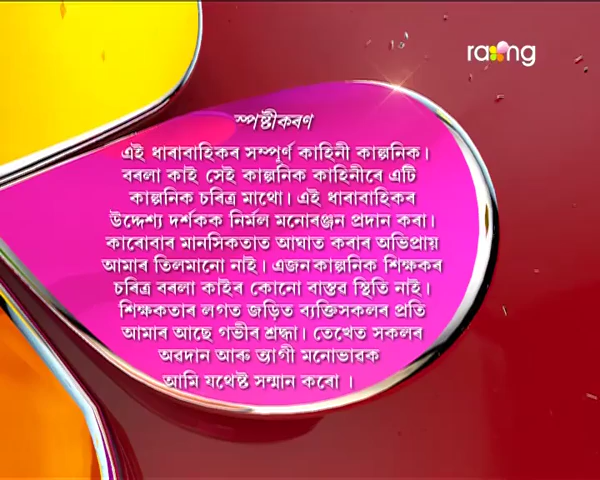 rang
স্পষ্টীকৰণ
এই ধাৰাবাহিকৰ সম্পূৰ্ণ কাহিনী কাল্পনিক।
বৰলা কাই সেই কাল্পনিক কাহিনীৰে এটি
কাল্পনিক চৰিত্ৰ মাথো। এই ধাৰাবাহিকৰ
উদ্দেশ্য দৰ্শকক নিৰ্মল মনোৰঞ্জন প্ৰদান কৰা।
কাৰোবাৰ মানসিকতাত আঘাত কৰাৰ অভিপ্ৰায়
আমাৰ তিলমানো নাই। এজন কাল্পনিক শিক্ষকৰ
চৰিত্ৰ বৰলা কাইৰ কোনো বাস্তৱ স্থিতি নাই।
শিক্ষকতাৰ লগত জড়িত ব্যক্তিসকলৰ প্ৰতি
আমাৰ আছে গভীৰ শ্ৰদ্ধা। তেখেত সকলৰ
অৱদান আৰু ত্যাগী মনোভাৱক
আমি যথেষ্ট সন্মান কৰো ।